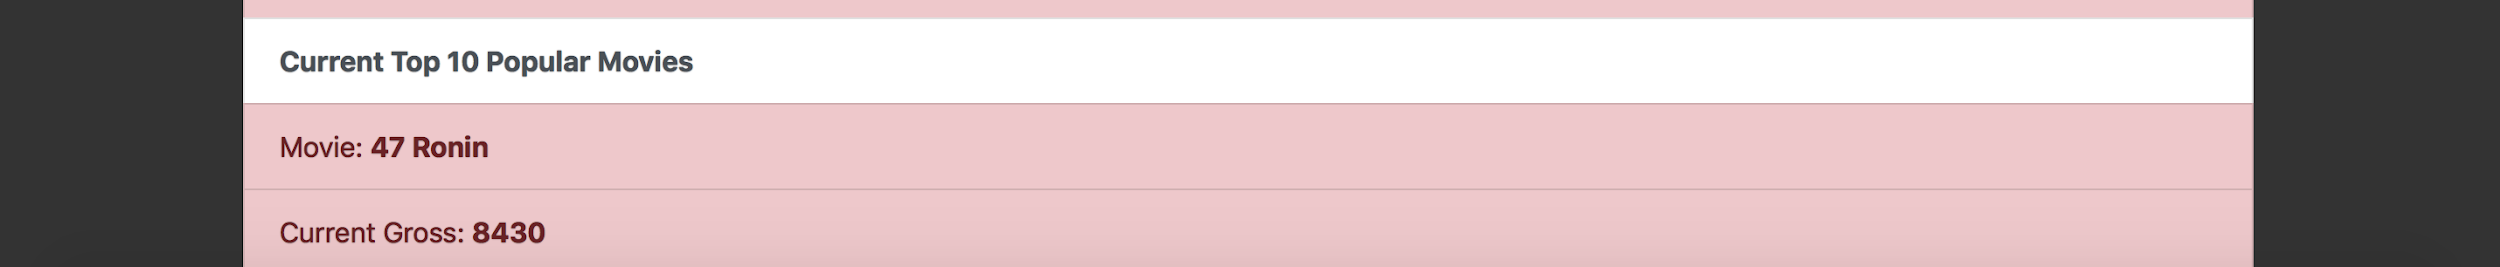 Current Top 10 Popular Movies
Movie: 47 Ronin
Current Gross: 8430